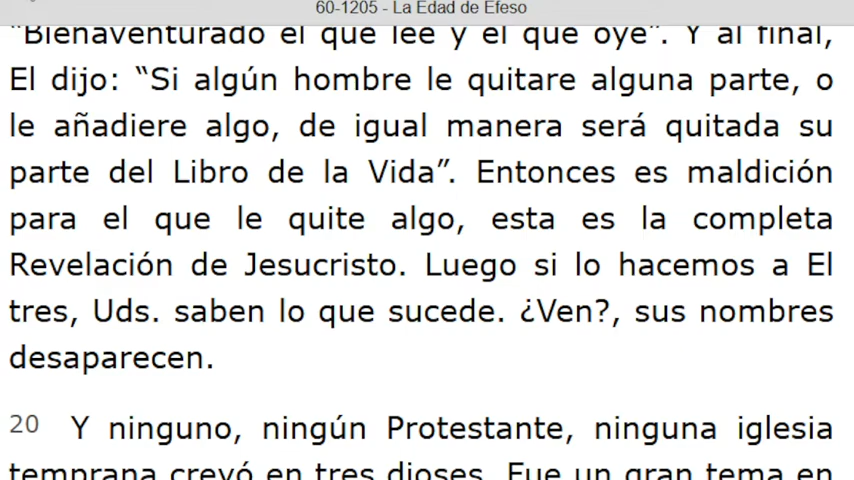 60-1205 - La Edad de Efeso
"Bienaventurado el que lee y el que oye". Y al final,
El dijo: “Si algún hombre le quitare alguna parte, o
le añadiere algo, de igual manera será quitada su
parte del Libro de la Vida”. Entonces es maldición
para el que le quite algo, esta es la completa
Revelación de Jesucristo. Luego si lo hacemos a El
tres, Uds. saben lo que sucede. ¿Ven?, sus nombres
desaparecen.
20 Y ninguno, ningún Protestante, ninguna iglesia
temprana creyó en tres dioses. Fue un gran tema en